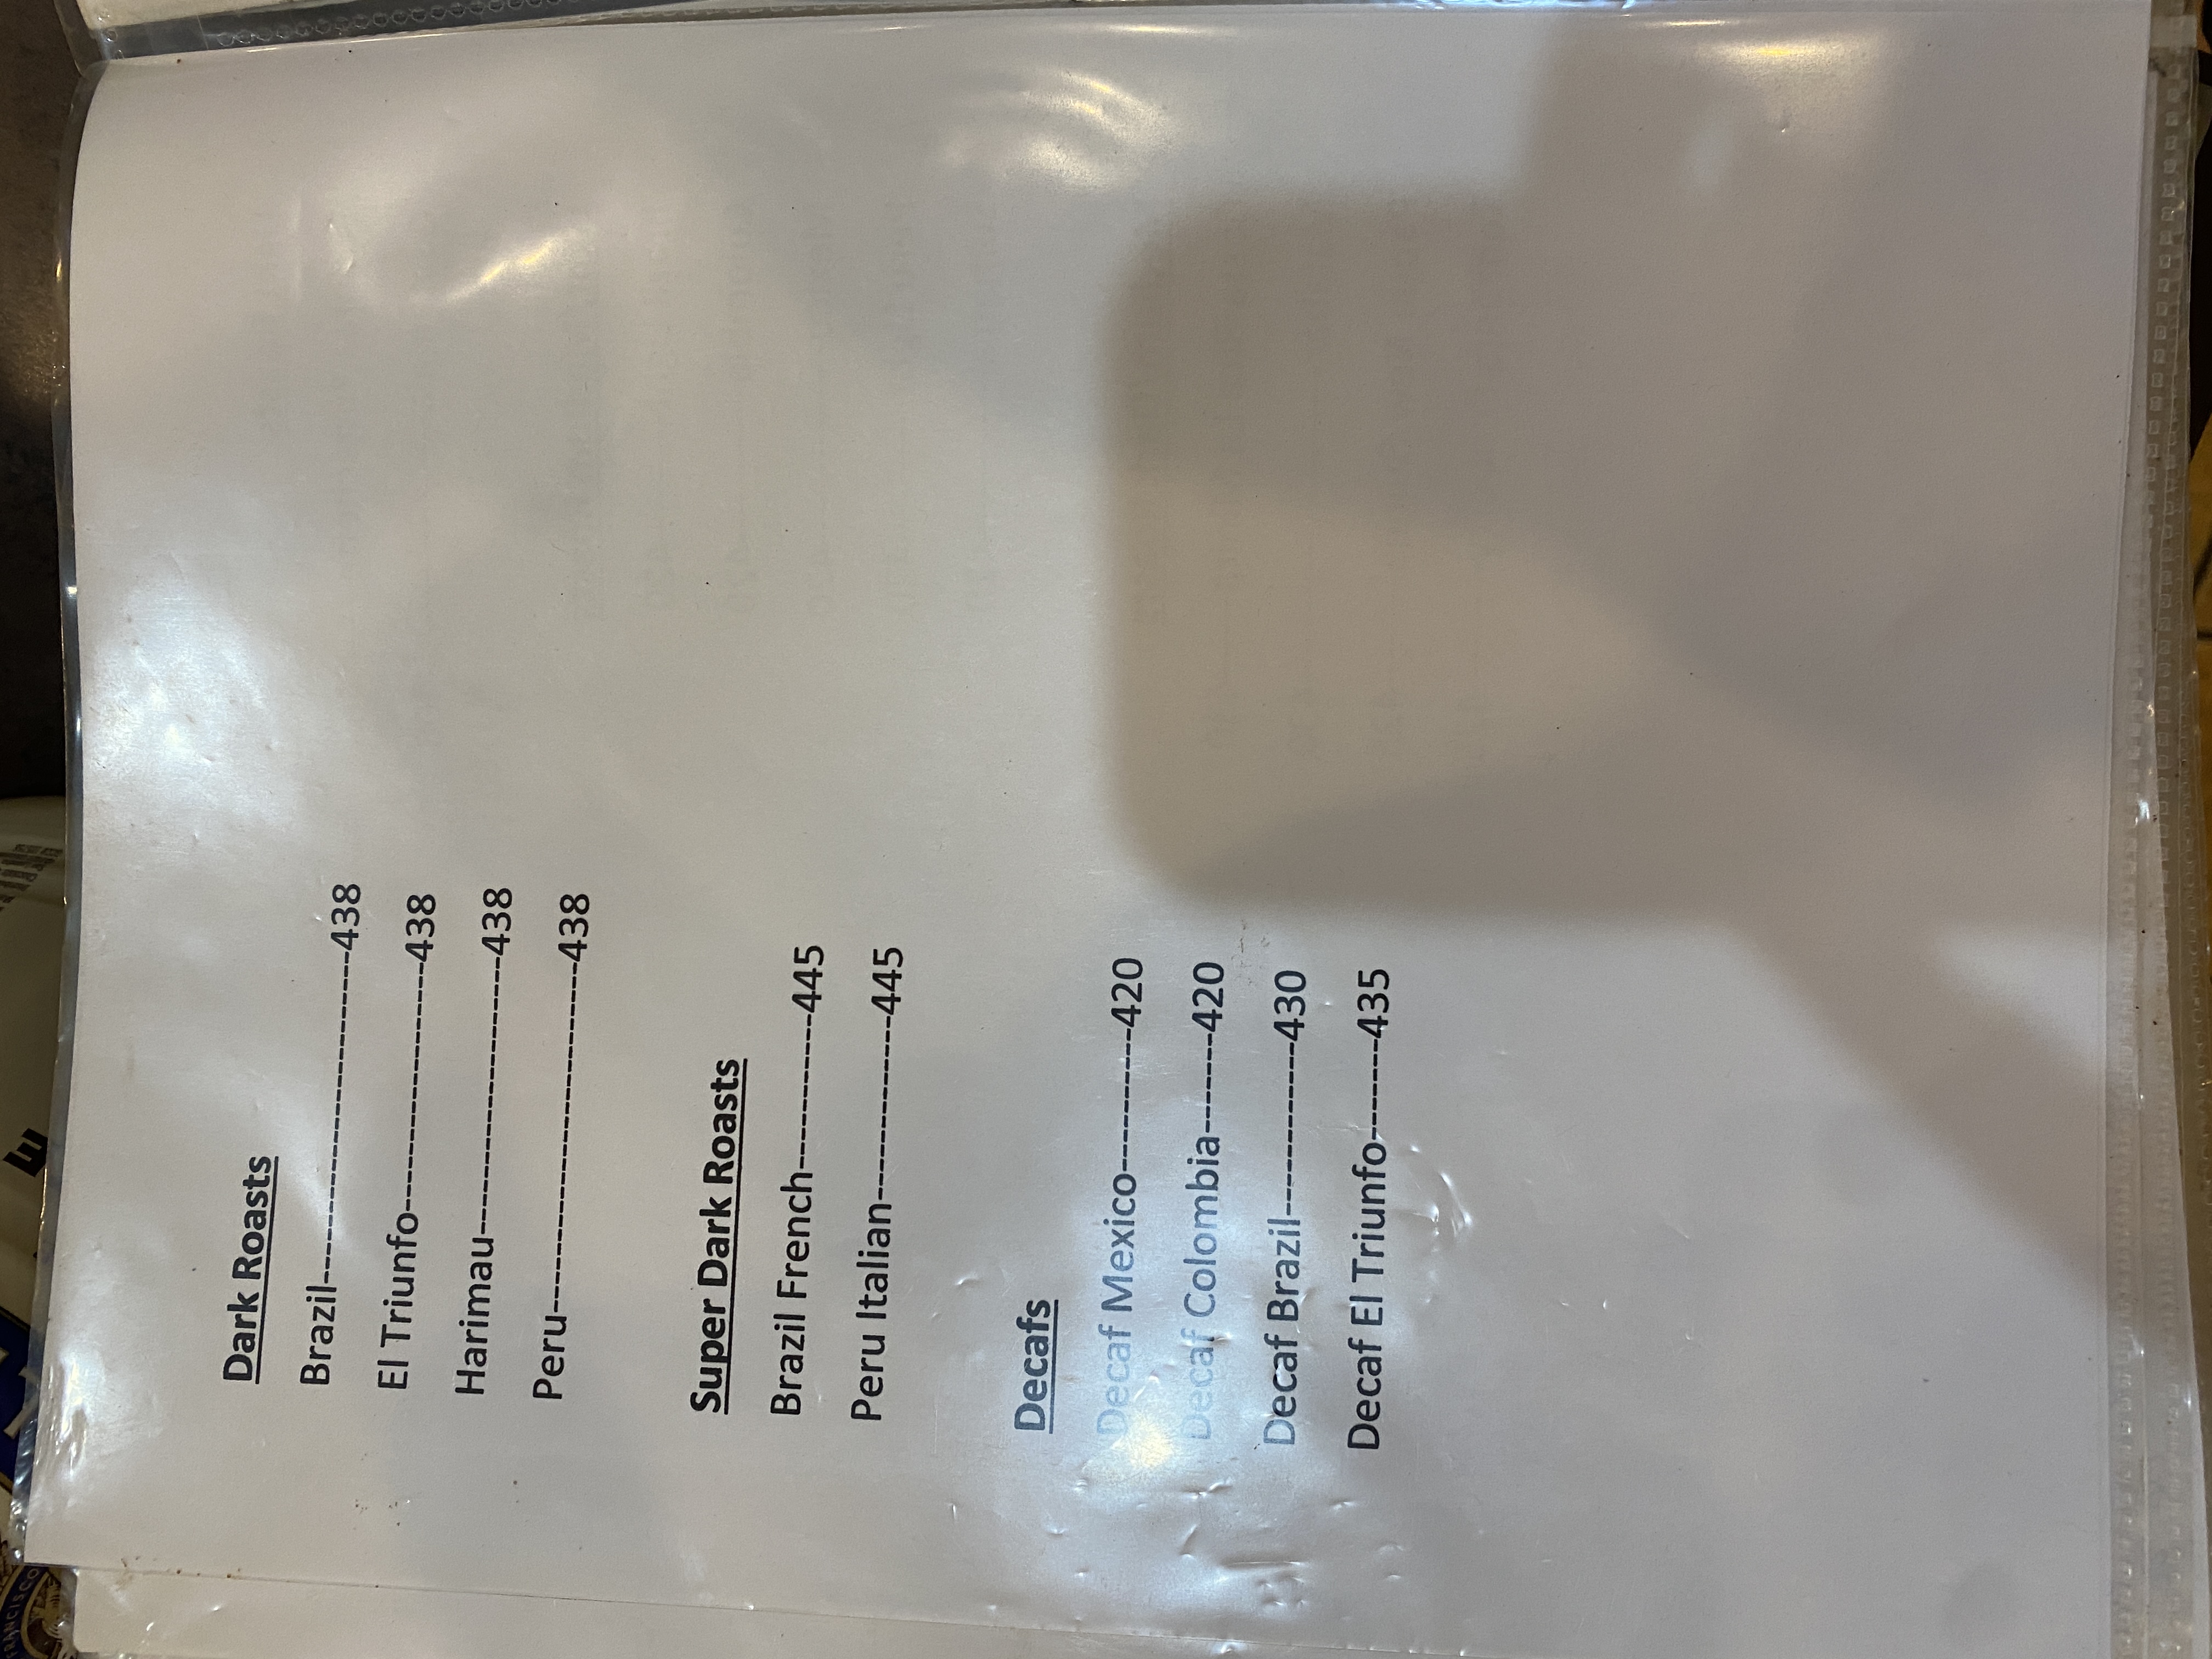 Dark Roasts
Brazil-----------------------------438
El Triunfo---------------------438
Harimau-----------------------438
Peru-----------------------------438
Super Dark Roasts
Brazil French-------------445
Peru Italian---------------445
Decafs
Decaf Mexico-----------420
Decaf Colombia--------420
Decaf Brazil--------------430
Decaf El Triunfo--------435
FRANCISCO
E